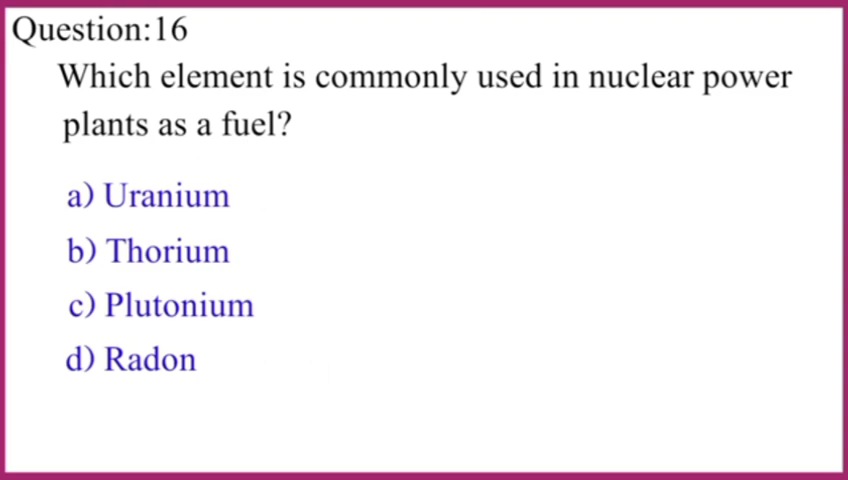 Question:16
Which element is commonly used in nuclear power
plants as a fuel?
a) Uranium
b) Thorium
c) Plutonium
d) Radon